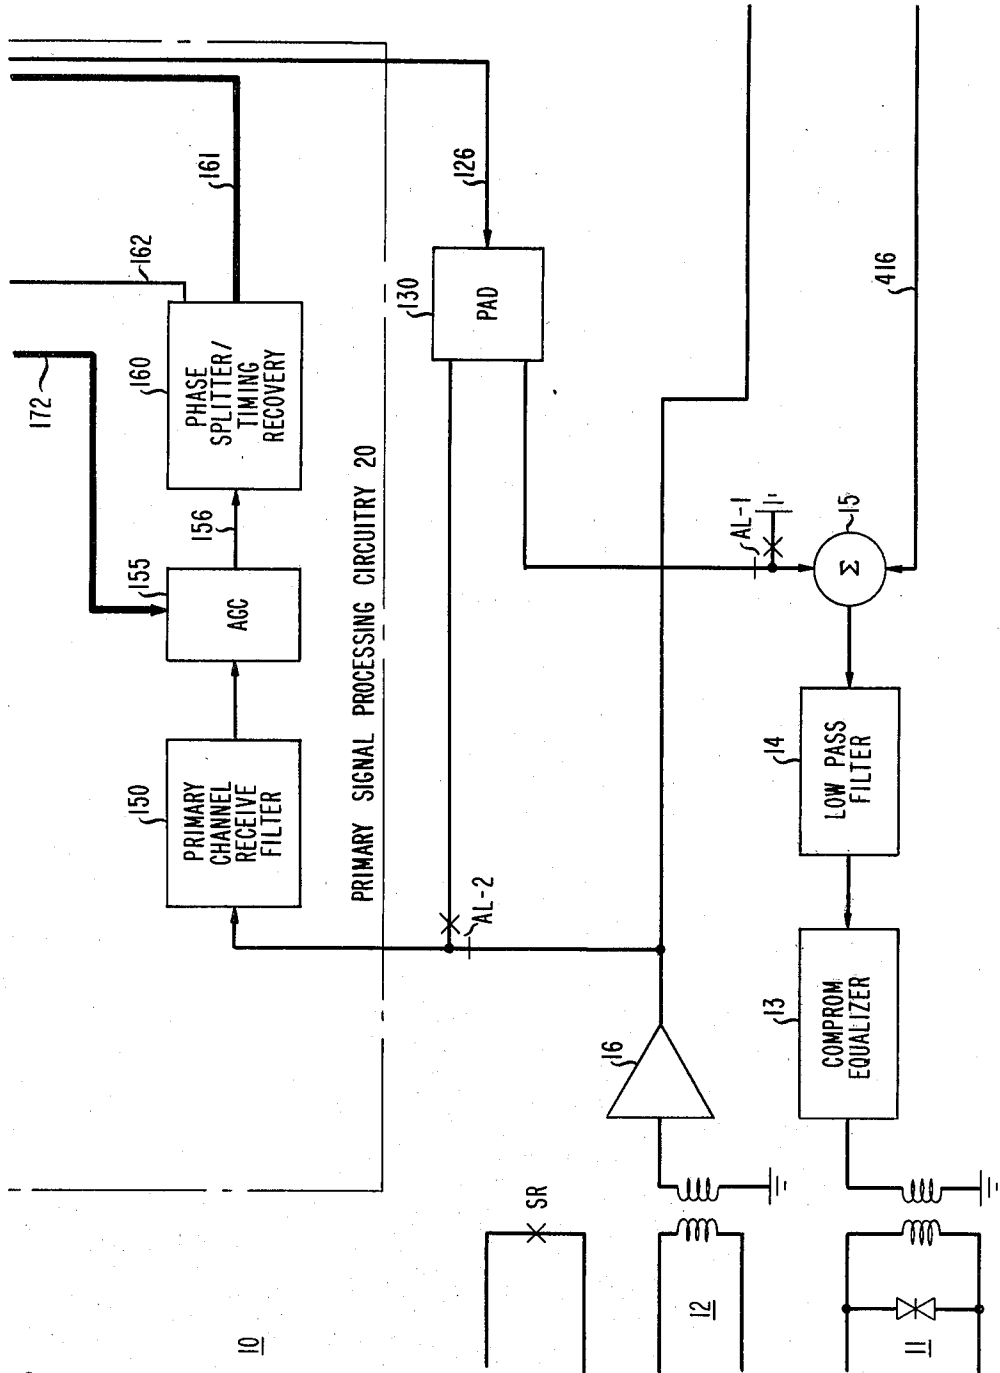 10
172
162
161
160
PHASE
SPLITTER/
TIMING
RECOVERY
156
155
AGC
150
PRIMARY
CHANNEL
RECEIVE
FILTER
PRIMARY SIGNAL PROCESSING CIRCUITRY 20
126
130
PAD
AL-2
SR
16
12
AL-1
15
Σ
416
14
LOW PASS
FILTER
13
COMPROM
EQUALIZER
11